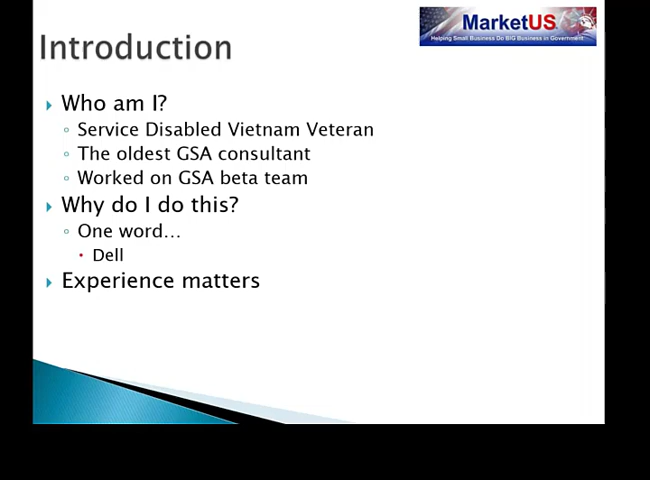 MarketUS
Helping Small Business Do BIG Business in Government
Introduction
Who am I?
Service Disabled Vietnam Veteran
The oldest GSA consultant
Worked on GSA beta team
Why do I do this?
One word...
Dell
Experience matters